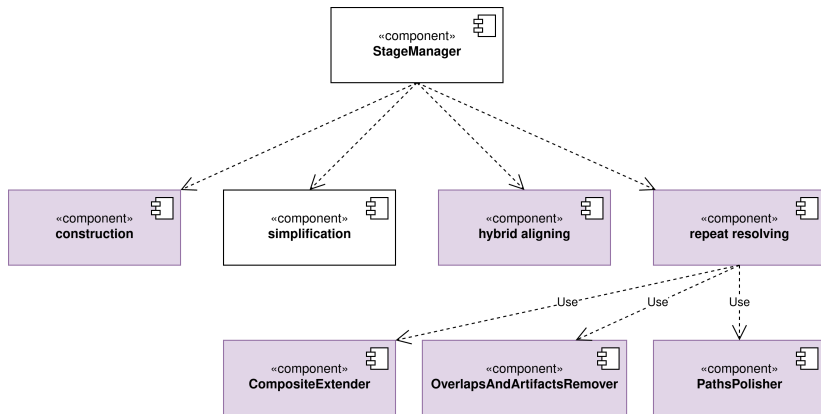 «component»
StageManager
«component»
construction
«component»
simplification
«component»
hybrid aligning
«component»
repeat resolving
Use
Use
Use
«component»
CompositeExtender
«component»
OverlapsAndArtifactsRemover
«component»
PathsPolisher